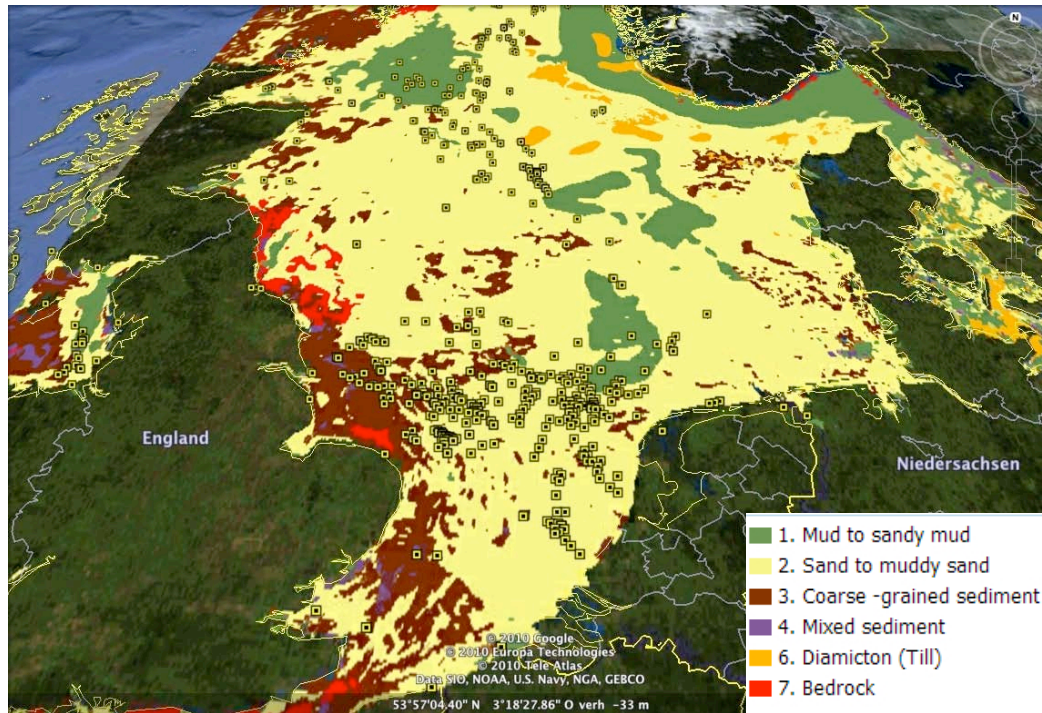 N
England
Niedersachsen
1. Mud to sandy mud
2. Sand to muddy sand
3. Coarse -grained sediment
4. Mixed sediment
6. Diamicton (Till)
7. Bedrock
© 2010 Google
© 2010 Europa Technologies
© 2010 Tele Atlas
Data SIO, NOAA, U.S. Navy, NGA, GEBCO
53°57'04.40" N 3°18'27.86" O verh -33 m